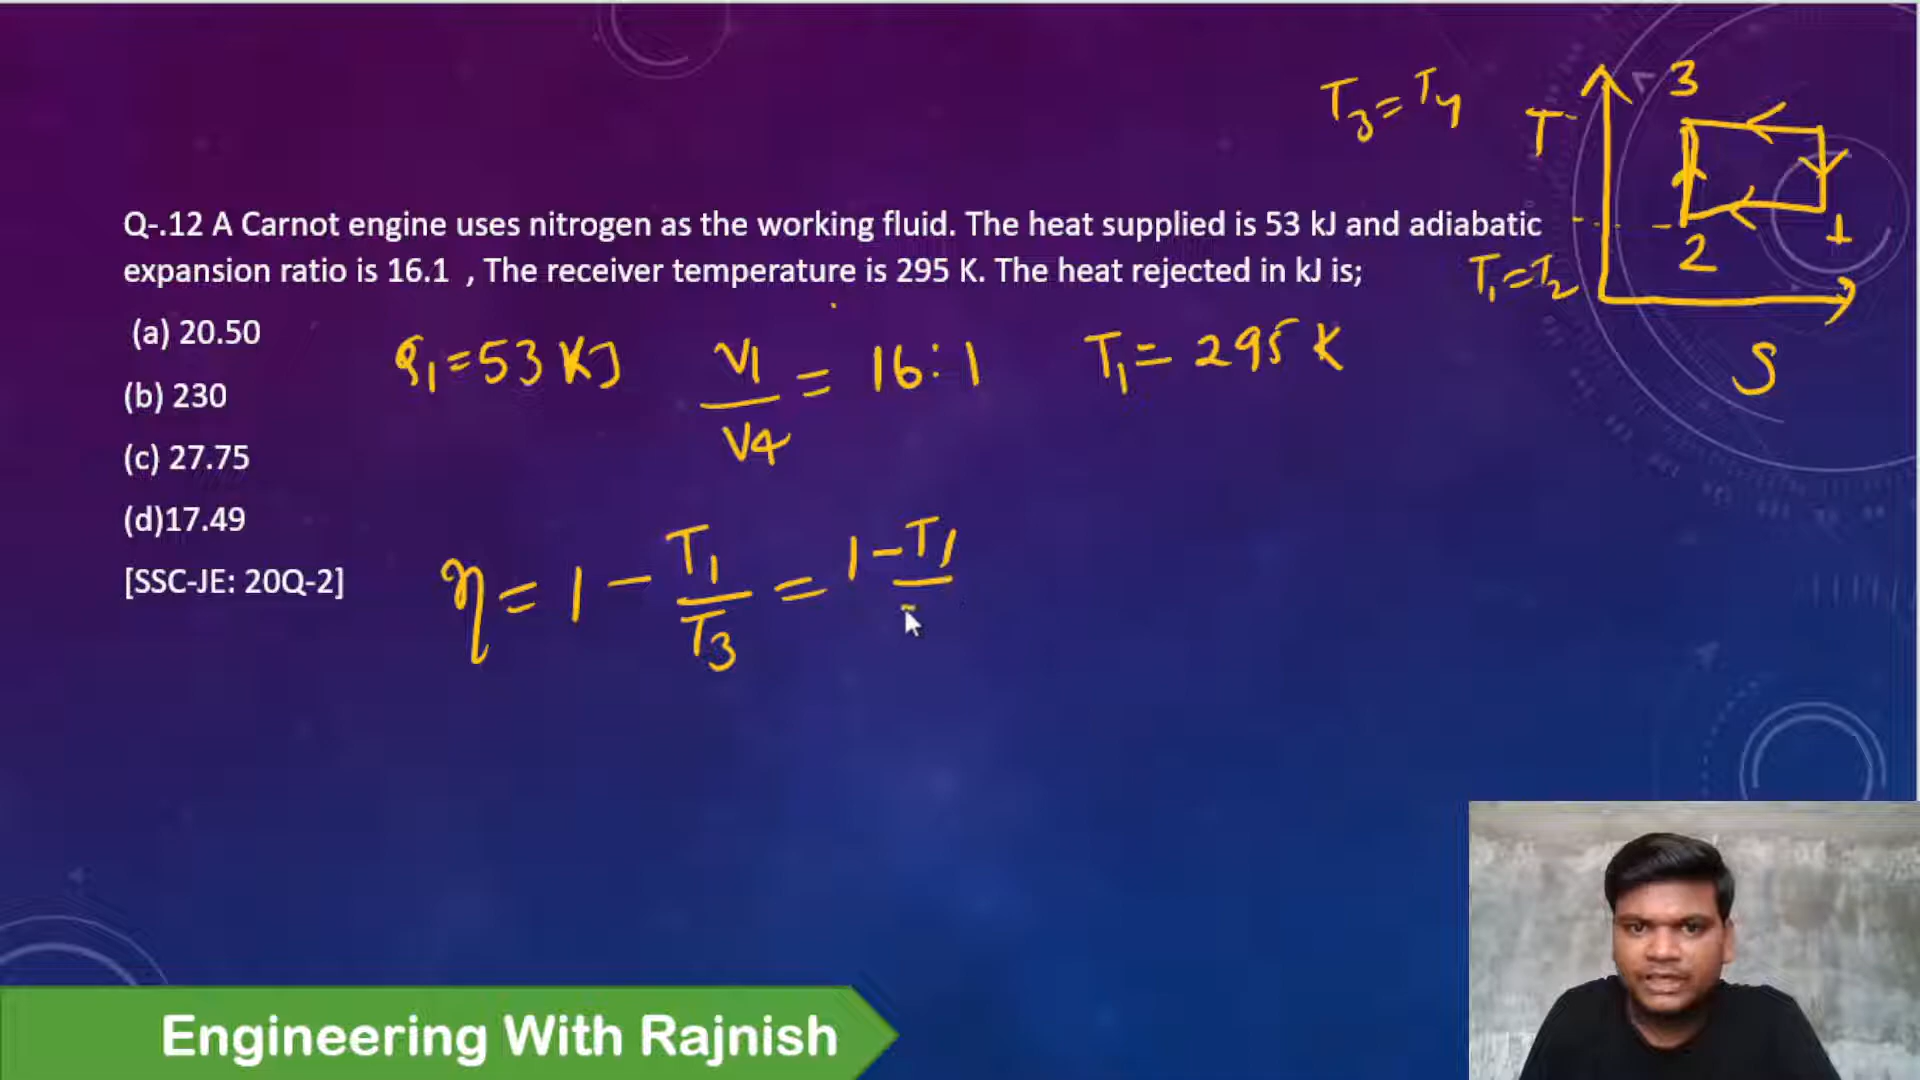 T3 = T4
3
T
Q-.12 A Carnot engine uses nitrogen as the working fluid. The heat supplied is 53 kJ and adiabatic
expansion ratio is 16.1 , The receiver temperature is 295 K. The heat rejected in kJ is;
2
1
T1 = T2
S
(a) 20.50
(b) 230
(c) 27.75
(d)17.49
[SSC-JE: 20Q-2]
Q1 = 53 KJ
V1/V4 = 16:1
T1 = 295 K
η = 1 - T1/T3 = 1 - T1/
Engineering With Rajnish